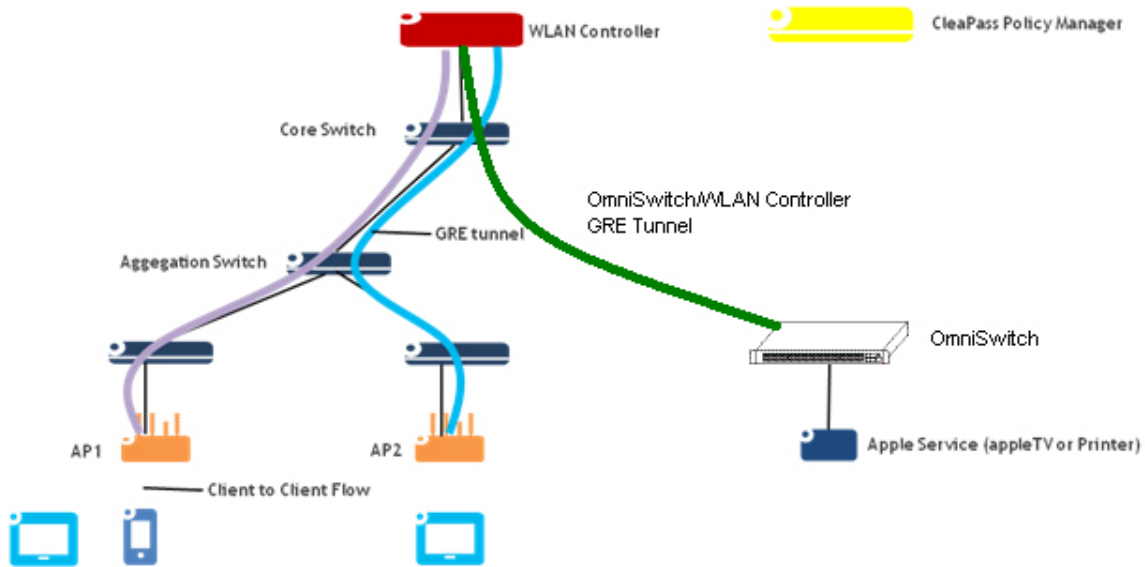 WLAN Controller
CleaPass Policy Manager
Core Switch
OmniSwitch/WLAN Controller
GRE Tunnel
GRE tunnel
Aggegation Switch
OmniSwitch
AP1
AP2
Apple Service (appleTV or Printer)
Client to Client Flow